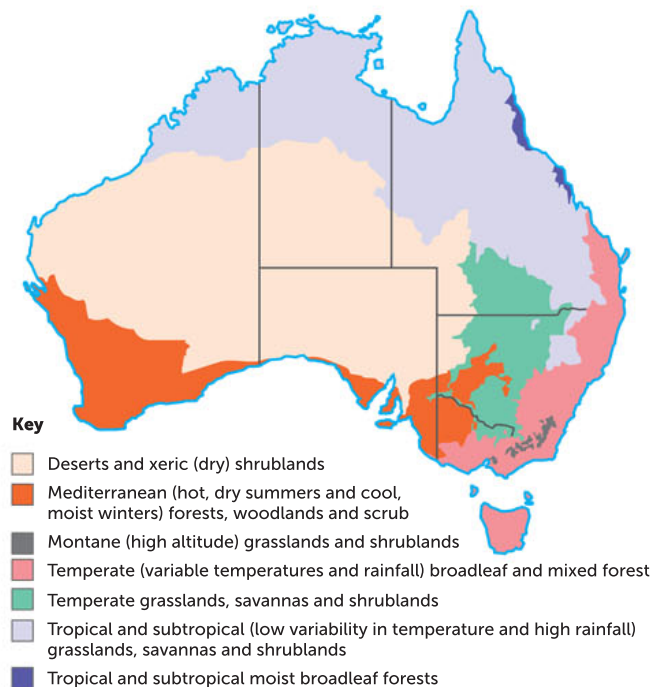 Key
Deserts and xeric (dry) shrublands
Mediterranean (hot, dry summers and cool,
moist winters) forests, woodlands and scrub
Montane (high altitude) grasslands and shrublands
Temperate (variable temperatures and rainfall) broadleaf and mixed forest
Temperate grasslands, savannas and shrublands
Tropical and subtropical (low variability in temperature and high rainfall)
grasslands, savannas and shrublands
Tropical and subtropical moist broadleaf forests